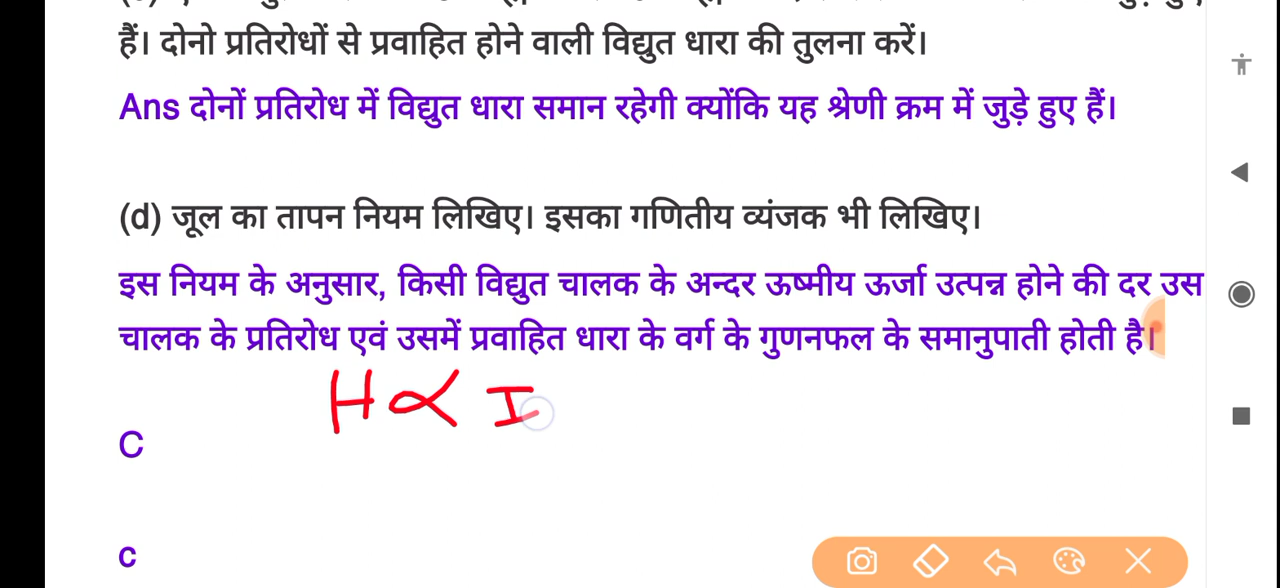 हैं। दोनो प्रतिरोधों से प्रवाहित होने वाली विद्युत धारा की तुलना करें।
Ans दोनों प्रतिरोध में विद्युत धारा समान रहेगी क्योंकि यह श्रेणी क्रम में जुड़े हुए हैं।
(d) जूल का तापन नियम लिखिए। इसका गणितीय व्यंजक भी लिखिए।
इस नियम के अनुसार, किसी विद्युत चालक के अन्दर ऊष्मीय ऊर्जा उत्पन्न होने की दर उस
चालक के प्रतिरोध एवं उसमें प्रवाहित धारा के वर्ग के गुणनफल के समानुपाती होती है।
H∝ I
C
c